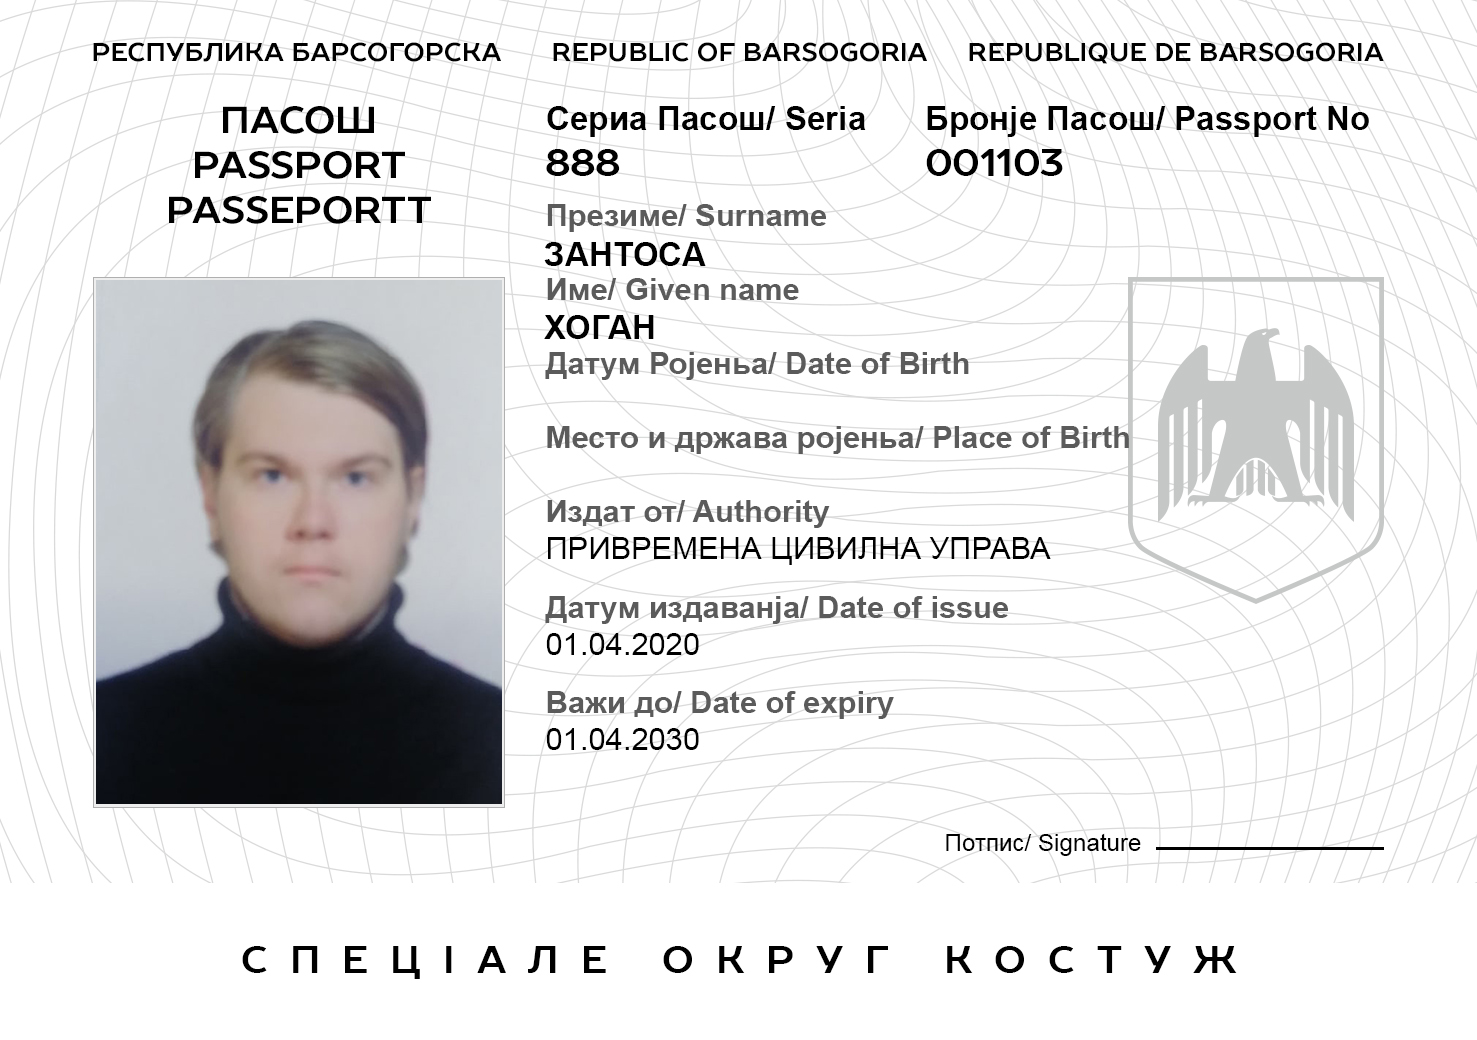 РЕСПУБЛИКА БАРСОГОРСКА REPUBLIC OF BARSOGORIA REPUBLIQUE DE BARSOGORIA
ПАСОШ
PASSPORT
PASSEPORTT
Сериа Пасош/ Seria Бронје Пасош/ Passport No
888 001103
Презиме/ Surname
ЗАНТОСА
Име/ Given name
ХОГАН
ДатумРојења/ Date of Birth
Место и држава ројења/ Place of Birth
Издат от/ Authority
ПРИВРЕМЕНА ЦИВИЛНА УПРАВА
Датум издавања/ Date of issue
01.04.2020
Важи до/ Date of expiry
01.04.2030
Потпис/ Signature
СПЕЦІАЛЕ ОКРУГ КОСТУЖ